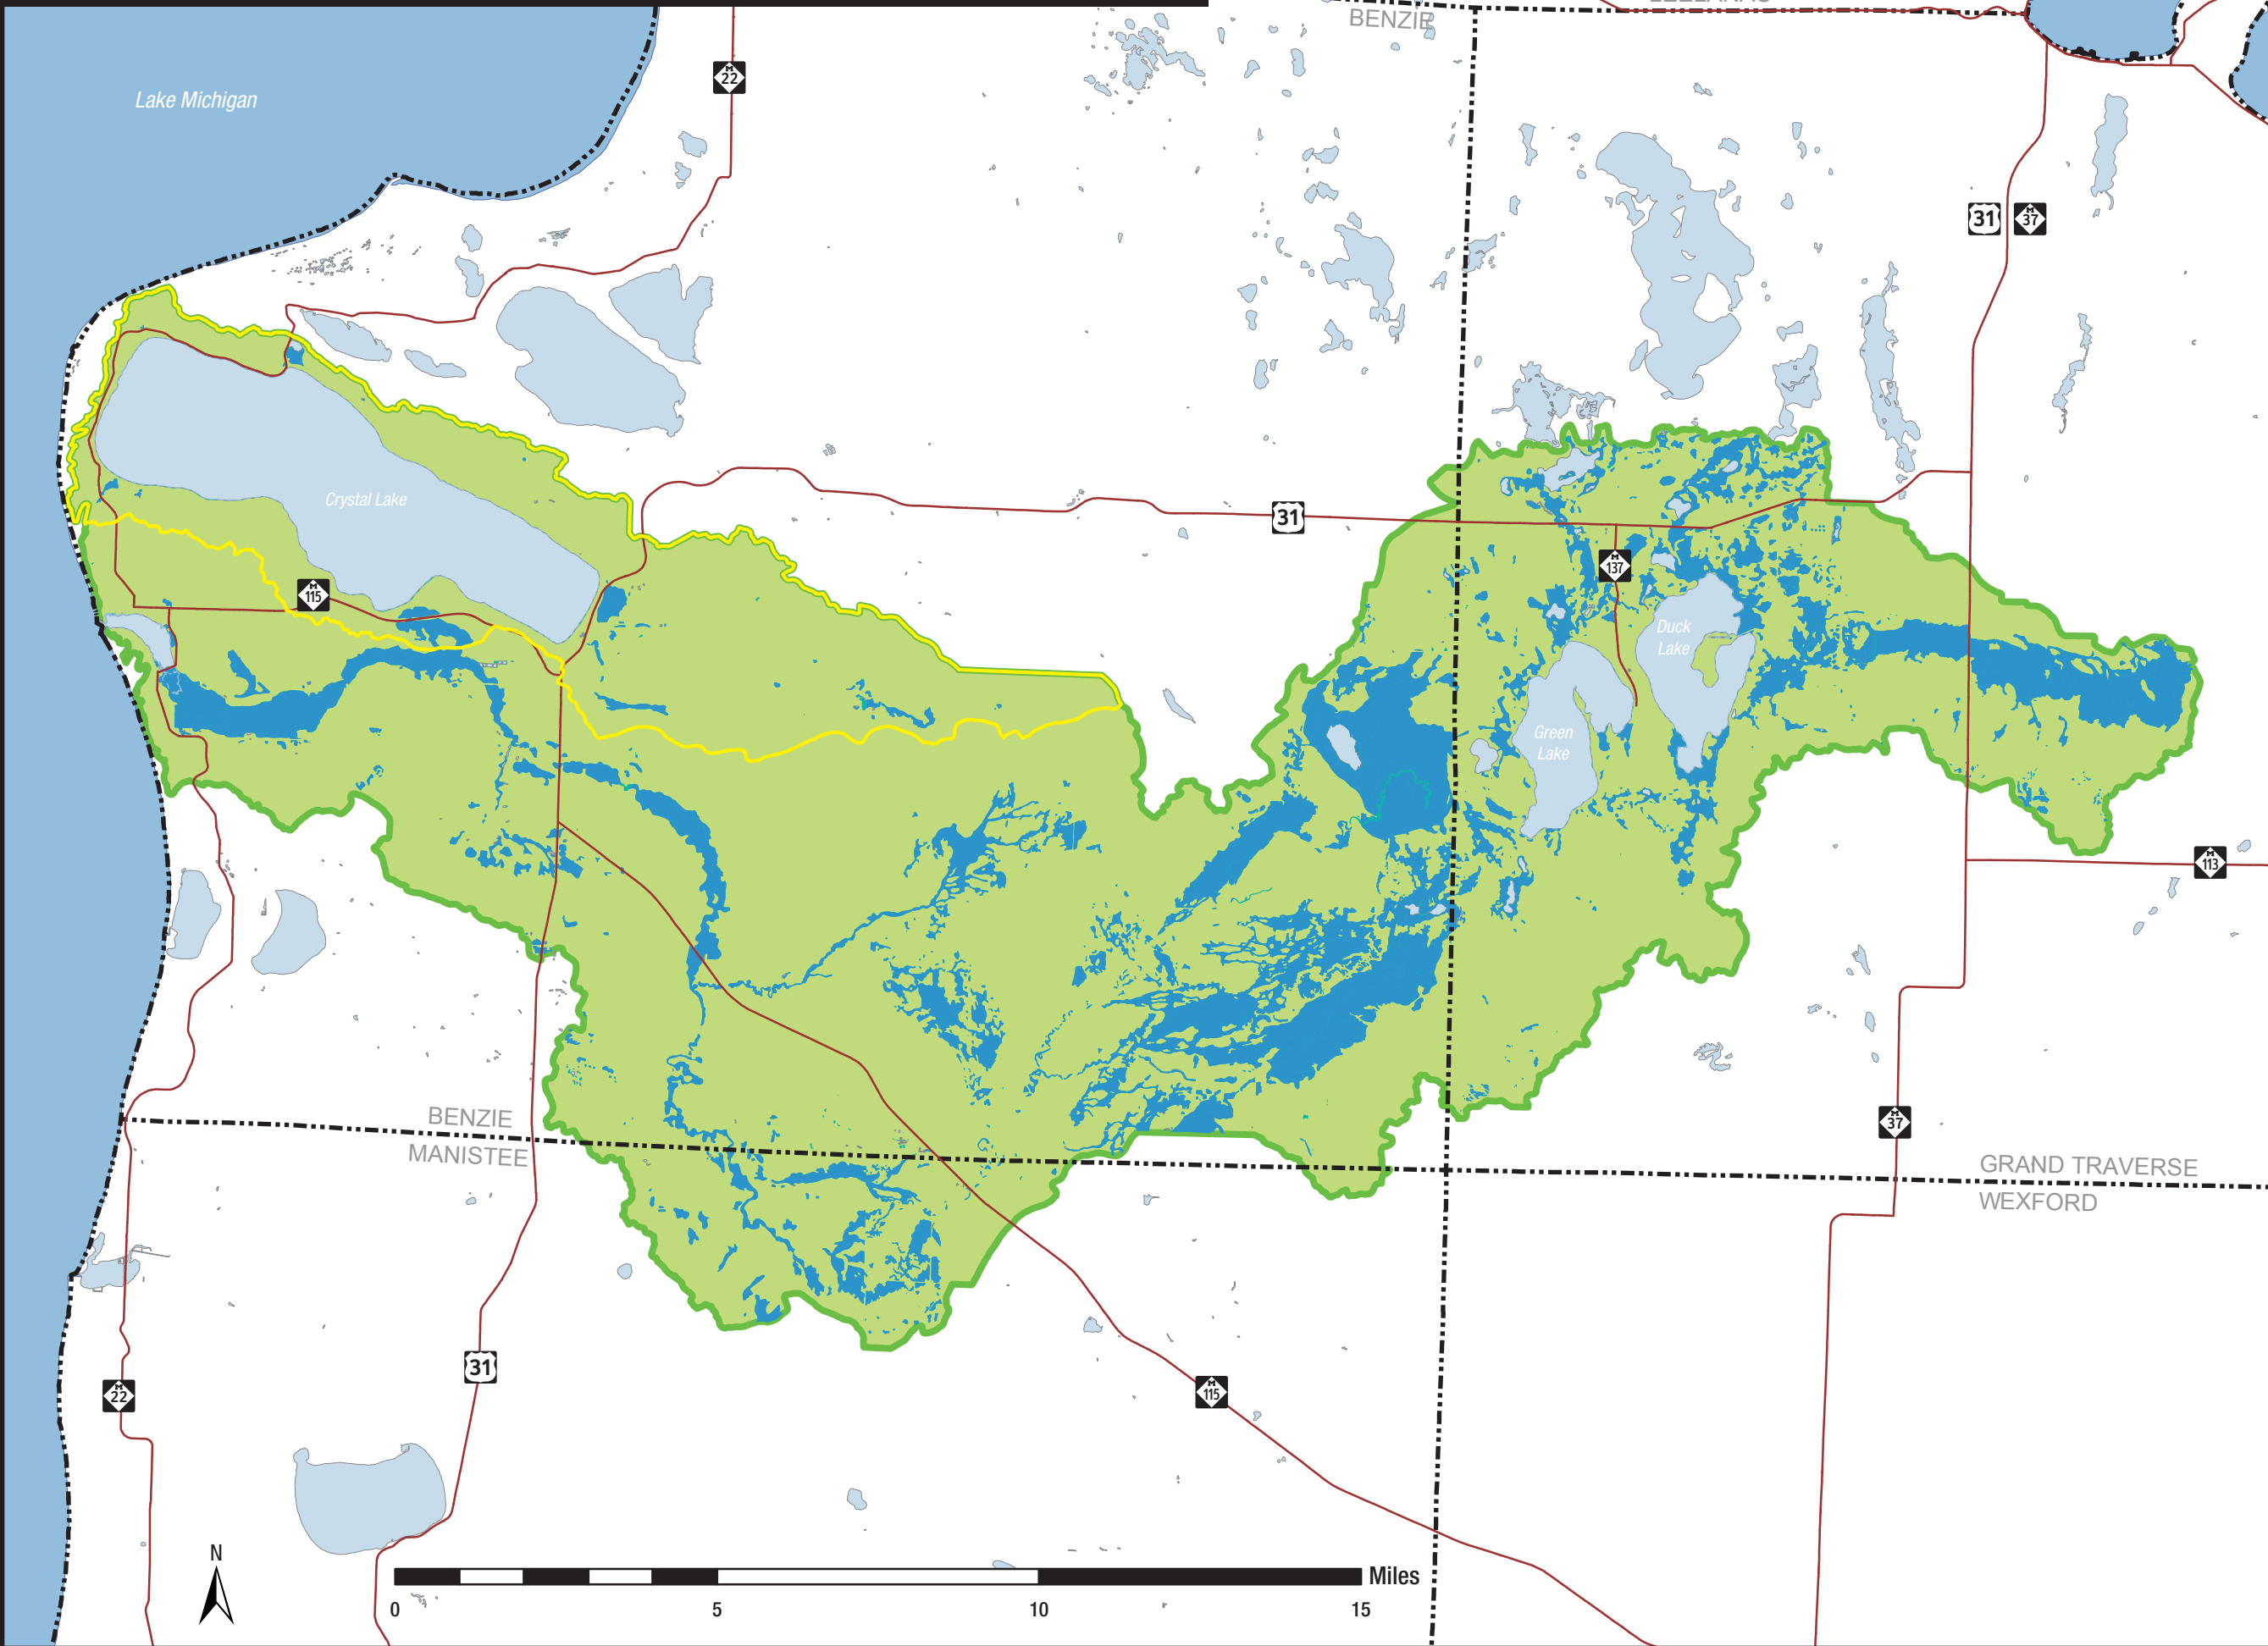 BENZIE
M
22
Lake Michigan
31
M
37
Crystal Lake
31
M
137
M
115
Duck
Lake
Green
Lake
M
113
BENZIE
MANISTEE
M
37
GRAND TRAVERSE
WEXFORD
31
M
22
M
115
N
Miles
0 5 10 15